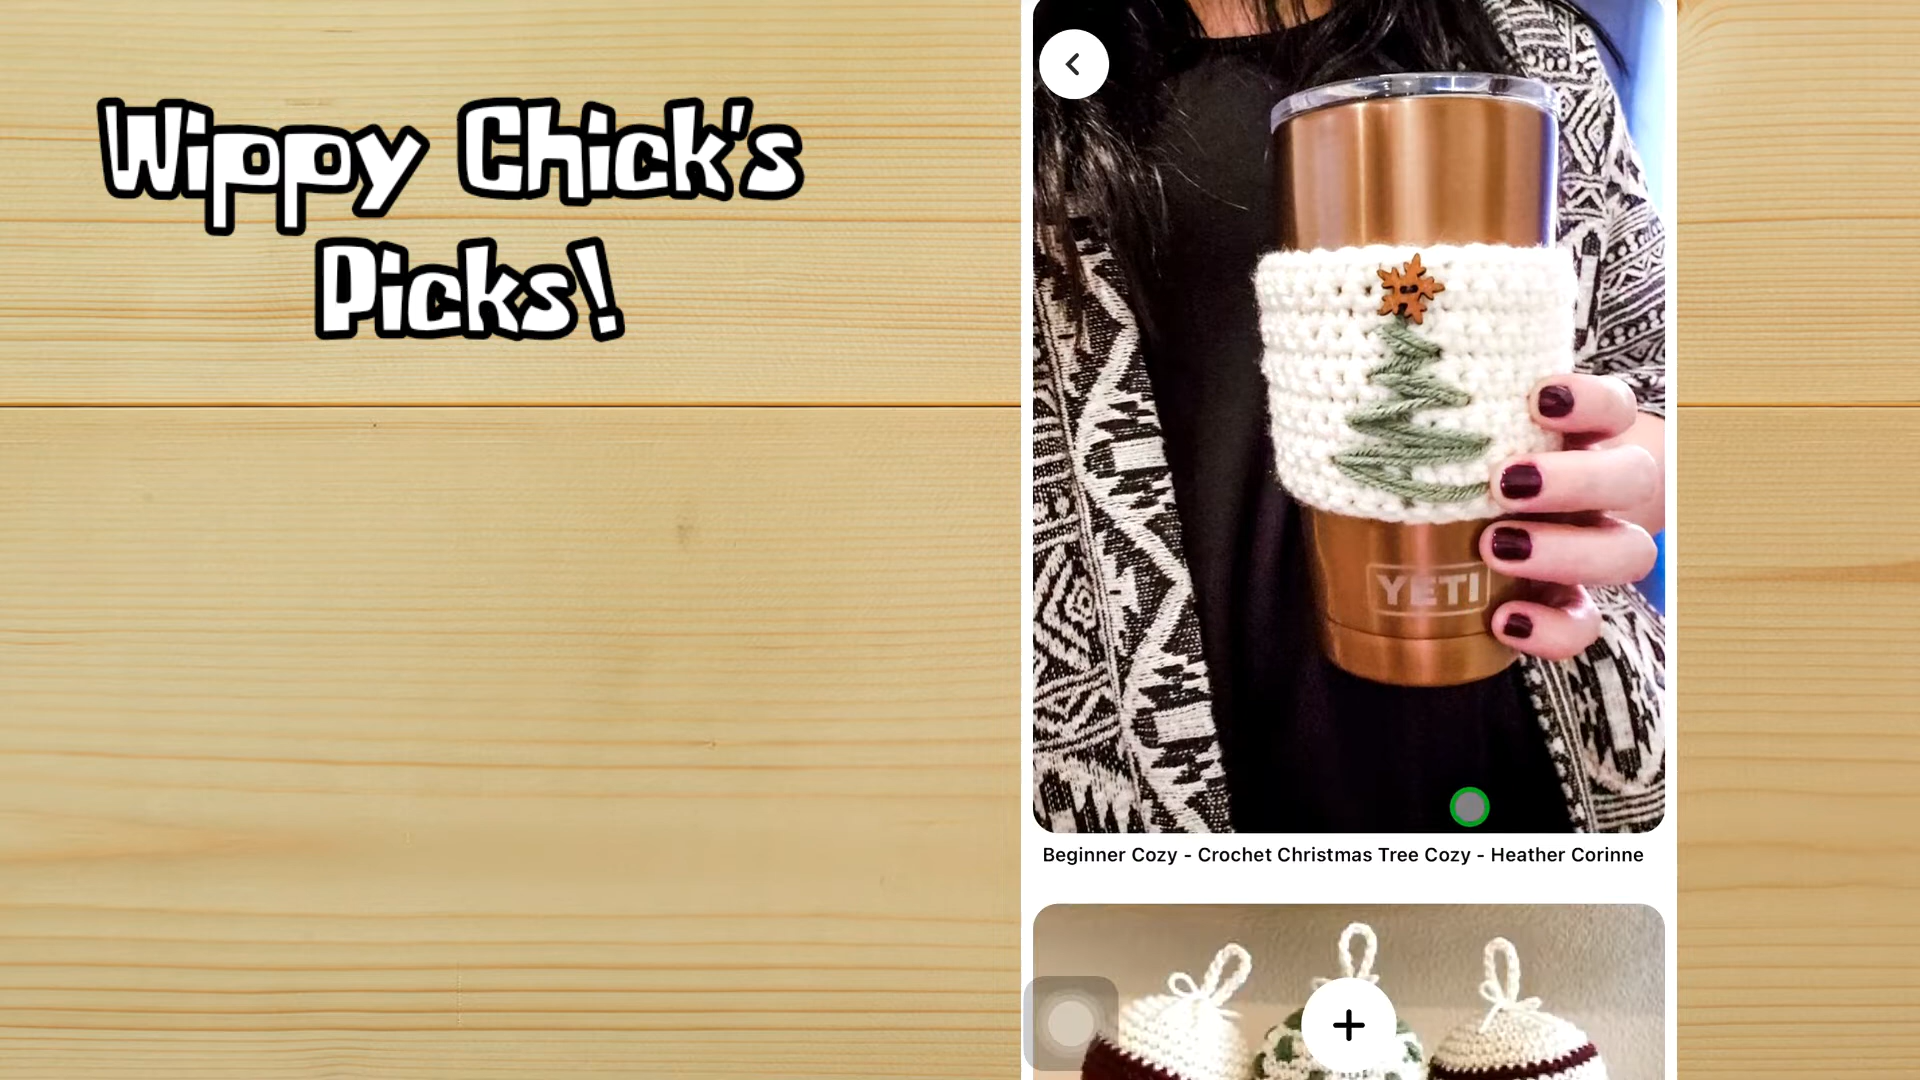 Wippy Chick's
Picks!
YETI
Beginner Cozy - Crochet Christmas Tree Cozy - Heather Corinne